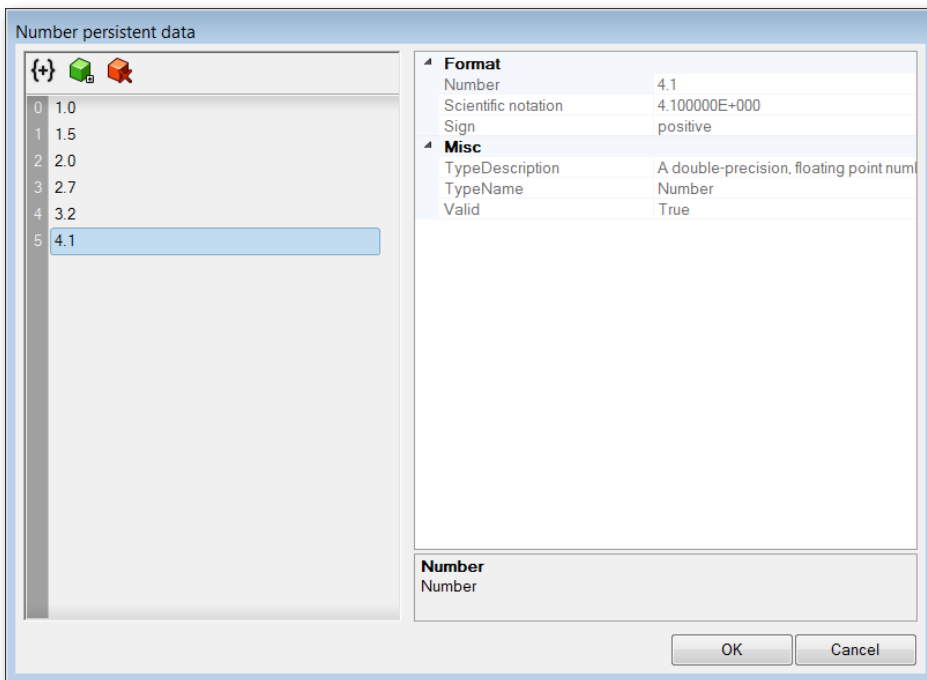 Number persistent data
{+}
0 1.0
1 1.5
2 2.0
3 2.7
4 3.2
5 4.1
Format
Number 4.1
Scientific notation 4.100000E+000
Sign positive
Misc
TypeDescription A double-precision, floating point
TypeName Number
Valid True
Number
Number
OK Cancel